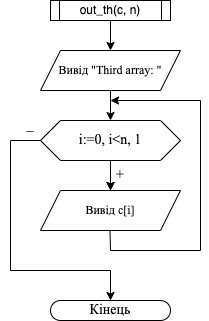 out_th(c, n)
Вивід "Third array: "
i:=0, i<n, 1
–
+
Вивід c[i]
Кінець